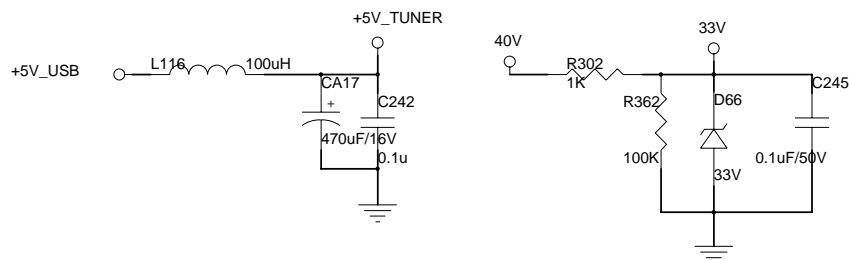 +5V_TUNER
+5V_USB
L116
100uH
CA17
+
C242
470uF/16V
0.1u
40V
33V
R302
1K
R362
D66
C245
100K
33V
0.1uF/50V